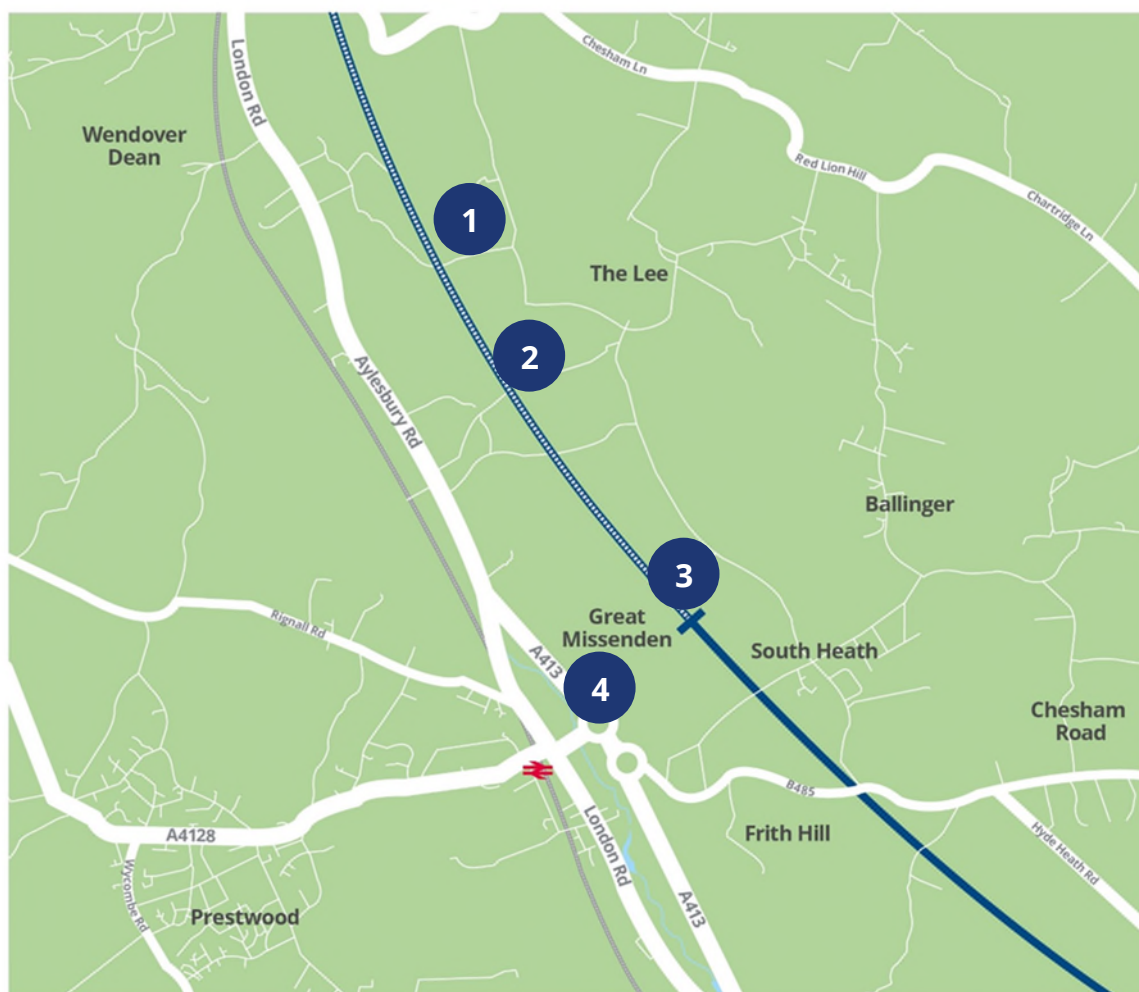 London Rd
Chesham Ln
Wendover
Dean
Red Lion Hill
Chartridge Ln
1
The Lee
2
Aylesbury Rd
Ballinger
3
Great
Missenden
Rignall Rd
South Heath
A413
4
Chesham
Road
B485
A4128
London Rd
Frith Hill
Hyde Heath Rd
Wycombe Rd
A413
Prestwood